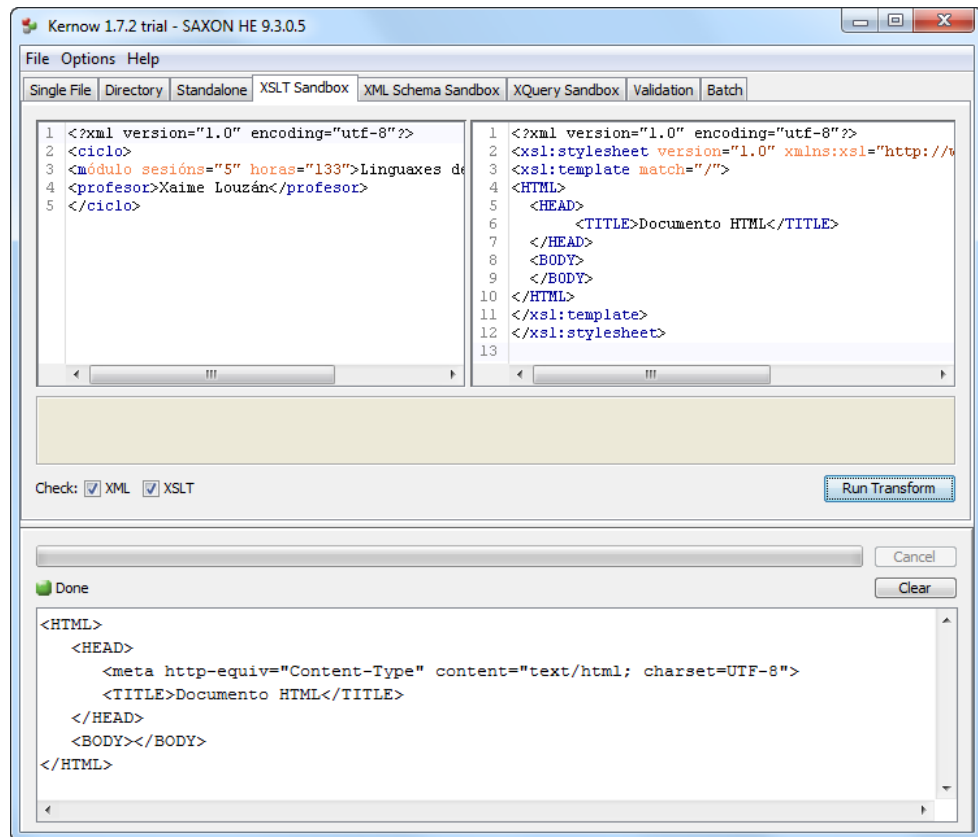 Kernow 1.7.2 trial - SAXON HE 9.3.0.5
File Options Help
Single File Directory Standalone XSLT Sandbox XML Schema Sandbox XQuery Sandbox Validation Batch
1 <?xml version="1.0" encoding="utf-8"?>
2 <ciclo>
3 <módulo sesións="5" horas="133">Linguaxes de
4 <profesor>Xaime Louzán</profesor>
5 </ciclo>
1 <?xml version="1.0" encoding="utf-8"?>
2 <xsl:stylesheet version="1.0" xmlns:xsl="http://w
3 <xsl:template match="/">
4 <HTML>
5 <HEAD>
6 <TITLE>Documento HTML</TITLE>
7 </HEAD>
8 <BODY>
9 </BODY>
10 </HTML>
11 </xsl:template>
12 </xsl:stylesheet>
13
Check: XML XSLT
Run Transform
Cancel
Done
Clear
<HTML>
<HEAD>
<meta http-equiv="Content-Type" content="text/html; charset=UTF-8">
<TITLE>Documento HTML</TITLE>
</HEAD>
<BODY></BODY>
</HTML>